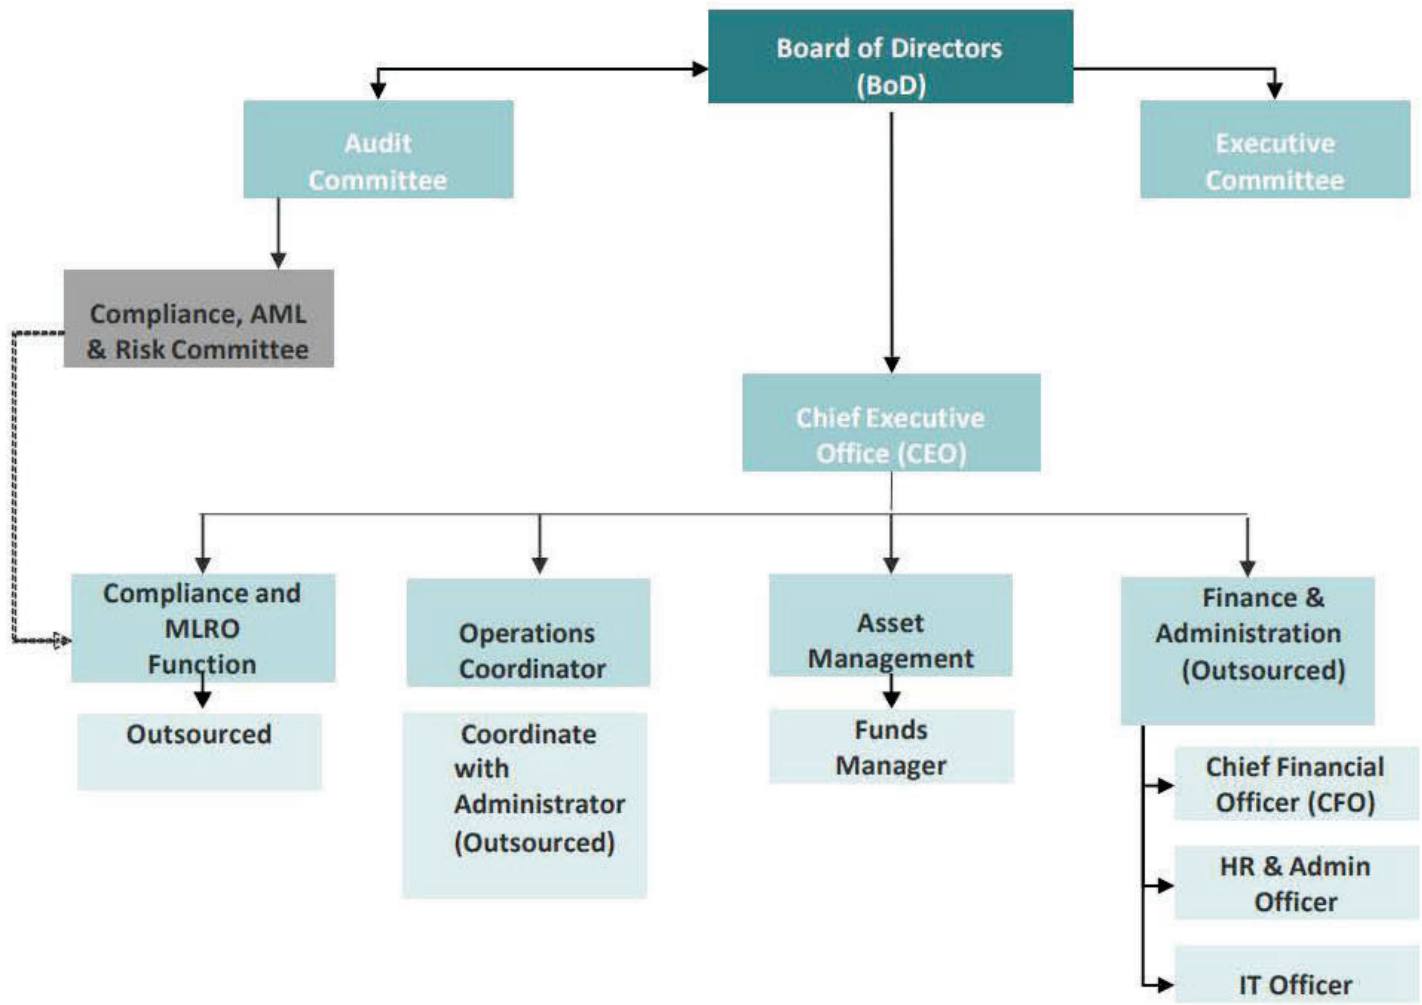 Board of Directors
(BoD)
Audit
Committee
Executive
Committee
Compliance, AML
& Risk Committee
Chief Executive
Office (CEO)
Compliance and
MLRO
Function
Operations
Coordinator
Asset
Management
Finance &
Administration
(Outsourced)
Outsourced
Coordinate
with
Administrator
(Outsourced)
Funds
Manager
Chief Financial
Officer (CFO)
HR & Admin
Officer
IT Officer